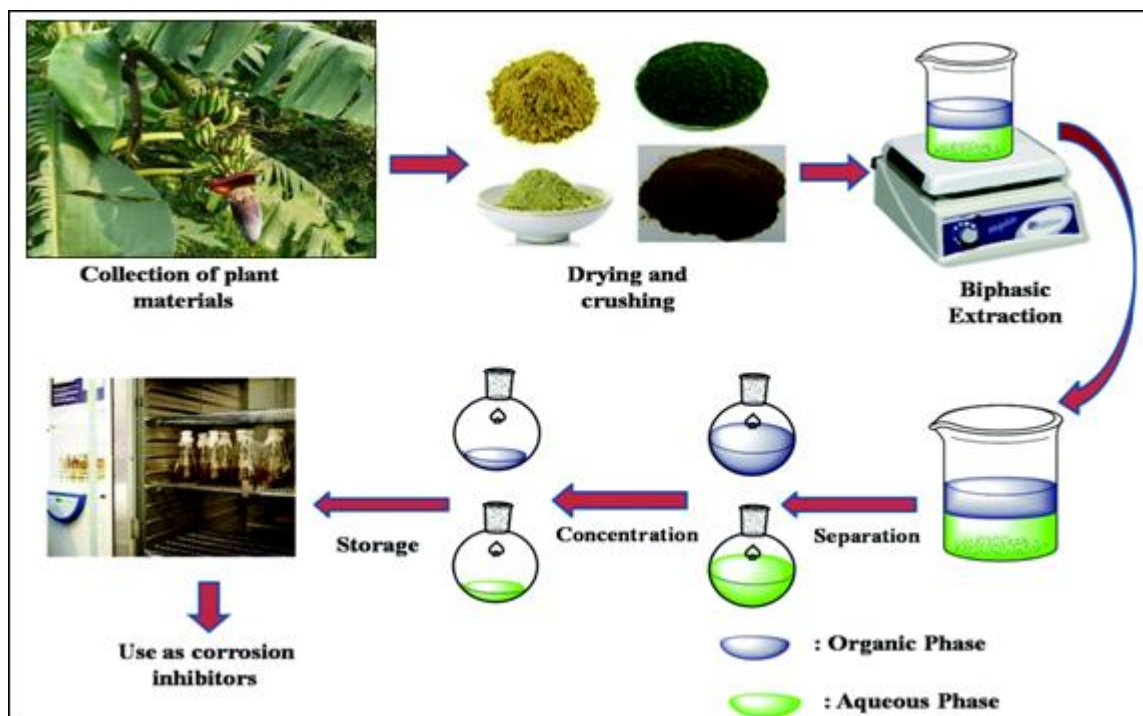 Collection of plant
materials
Drying and
crushing
Biphasic
Extraction
Separation
Concentration
Storage
Use as corrosion
inhibitors
: Organic Phase
: Aqueous Phase